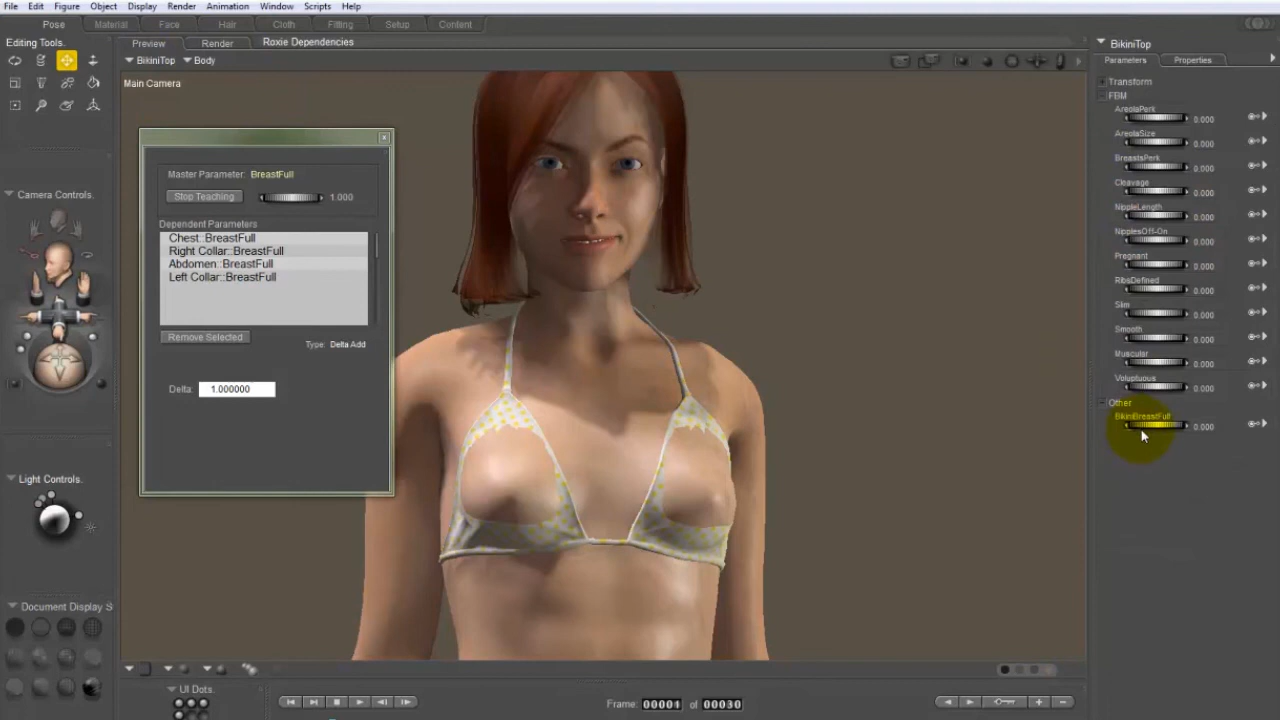 File Edit Figure Object Display Render Animation Window Scripts Help
Pose Material Face Hair Cloth Fitting Setup Content
Editing Tools.
Preview Render Roxie Dependencies
BikiniTop Body
Main Camera
Camera Controls.
Light Controls.
Document Display S
Master Parameter: BreastFull
Stop Teaching 1.000
Dependent Parameters
Chest::BreastFull
Right Collar::BreastFull
Abdomen::BreastFull
Left Collar::BreastFull
Remove Selected
Type: Delta Add
Delta: 1.000000
UI Dots.
Frame: 00001 of 00030
BikiniTop
Parameters Properties
Transform
FBM
AreolaPerk
0.000
AreolaSize
0.000
BreastsPerk
0.000
Cleavage
0.000
NippleLength
0.000
NipplesOff-On
0.000
Pregnant
0.000
RibsDefined
0.000
Slim
0.000
Smooth
0.000
Muscular
0.000
Voluptuous
0.000
Other
BikiniBreastFull
0.000